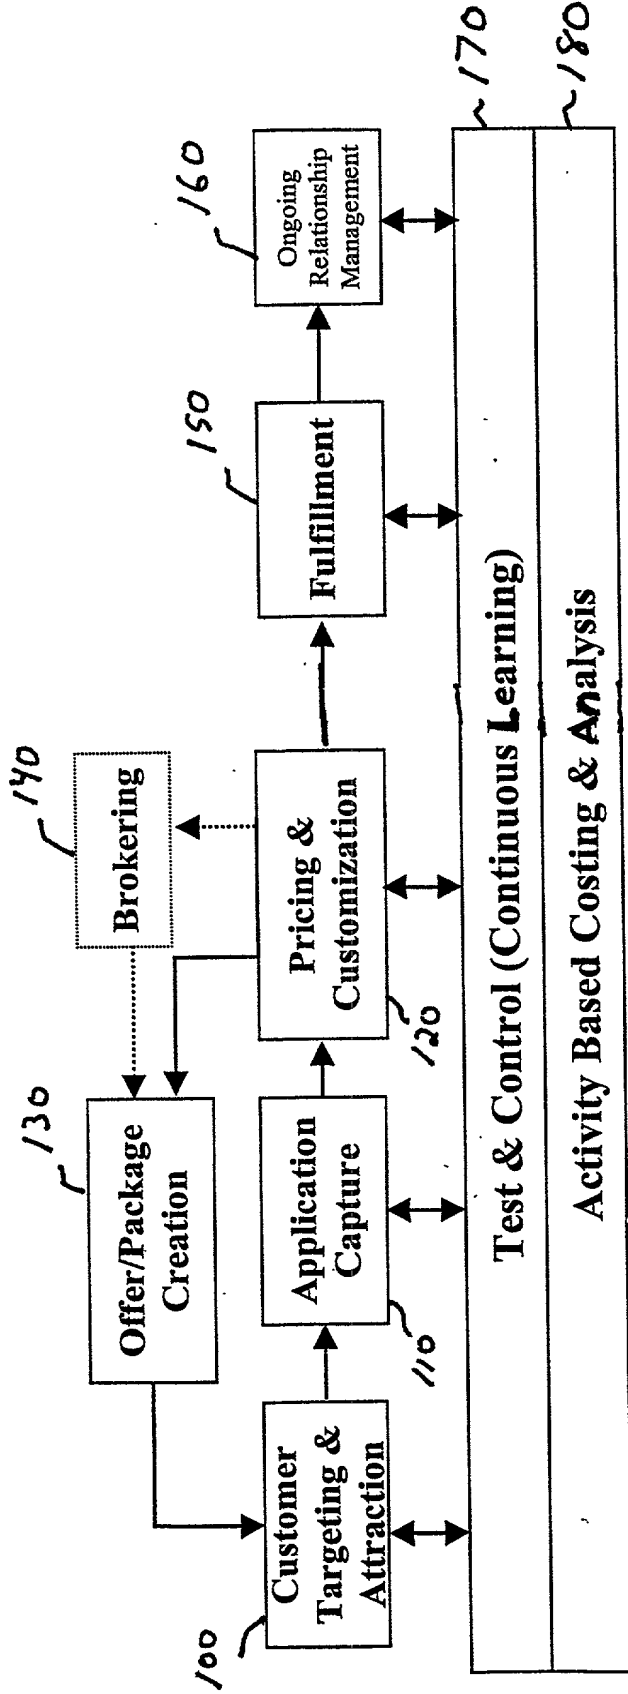 140
Brokering
130
Offer/Package
Creation
100
Customer
Targeting &
Attraction
Application
Capture
110
Pricing &
Customization
120
150
Fulfillment
160
Ongoing
Relationship
Management
Test & Control (Continuous Learning)
170
Activity Based Costing & Analysis
180